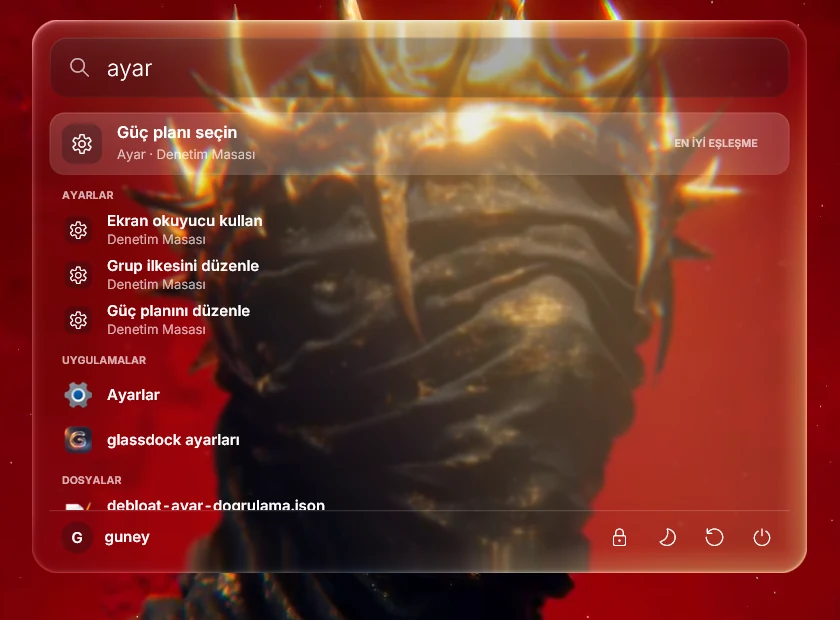 ayar
Güç planı seçin
Ayar · Denetim Masası
EN İYİ EŞLEŞME
AYARLAR
Ekran okuyucu kullan
Denetim Masası
Grup ilkesini düzenle
Denetim Masası
Güç planını düzenle
Denetim Masası
UYGULAMALAR
Ayarlar
glassdock ayarları
DOSYALAR
debloat-ayar-dogrulama.json
G guney